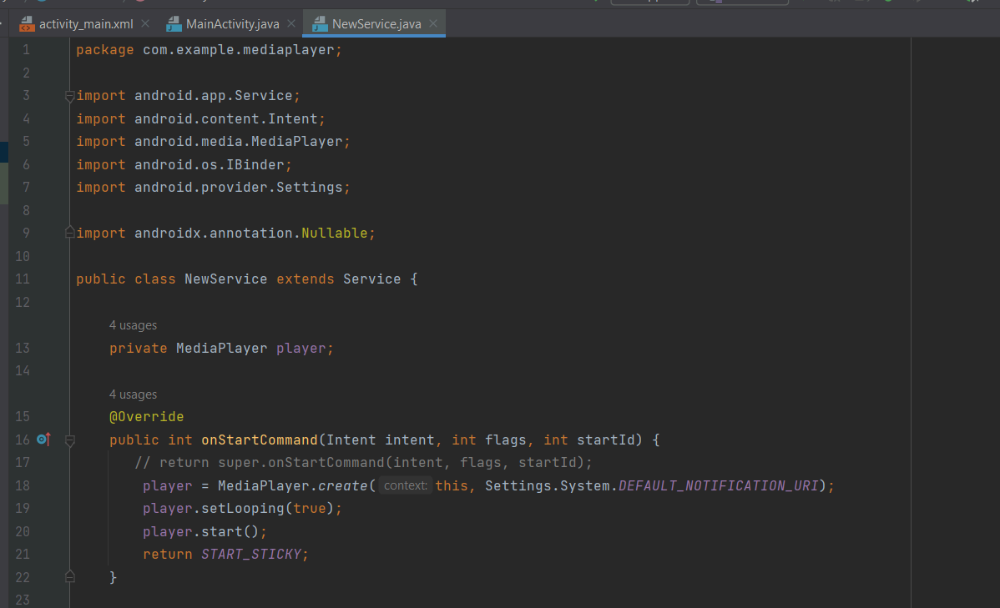 activity_main.xml MainActivity.java NewService.java
1 package com.example.mediaplayer;
2
3 import android.app.Service;
4 import android.content.Intent;
5 import android.media.MediaPlayer;
6 import android.os.IBinder;
7 import android.provider.Settings;
8
9 import androidx.annotation.Nullable;
10
11 public class NewService extends Service {
12
4 usages
13 private MediaPlayer player;
14
4 usages
15 @Override
16 public int onStartCommand(Intent intent, int flags, int startId) {
17 // return super.onStartCommand(intent, flags, startId);
18 player = MediaPlayer.create( context: this, Settings.System.DEFAULT_NOTIFICATION_URI);
19 player.setLooping(true);
20 player.start();
21 return START_STICKY;
22 }
23